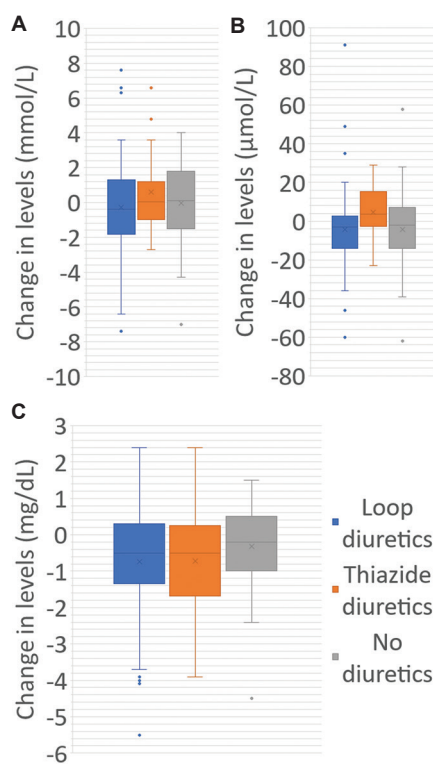 A
Change in levels (mmol/L)
10
8
6
4
2
0
-2
-4
-6
-8
-10
B
Change in levels (µmol/L)
100
80
60
40
20
0
-20
-40
-60
-80
C
Change in levels (mg/dL)
3
2
1
0
-1
-2
-3
-4
-5
-6
Loop
diuretics
Thiazide
diuretics
No
diuretics